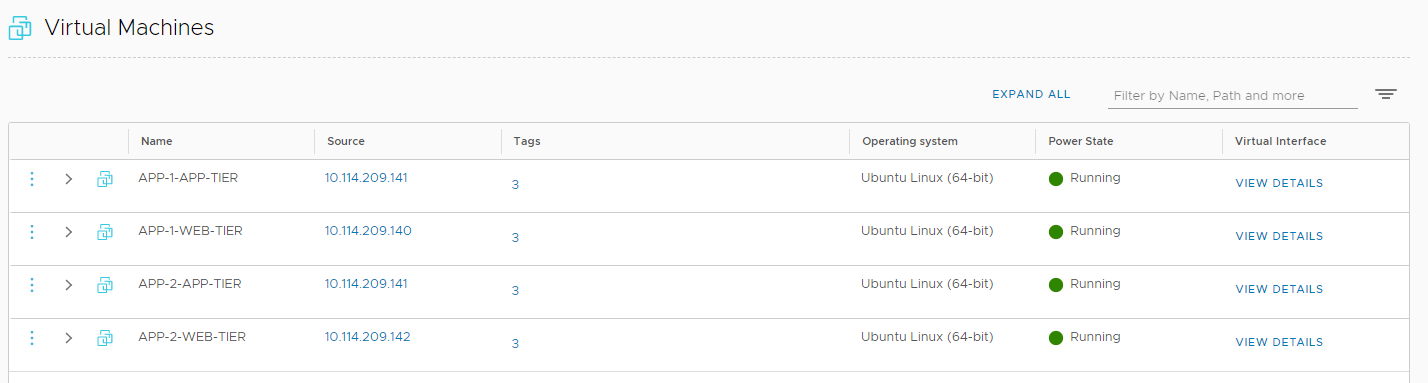 Virtual Machines
EXPAND ALL Filter by Name, Path and more
Name Source Tags Operating system Power State Virtual Interface
APP-1-APP-TIER 10.114.209.141 3 Ubuntu Linux (64-bit) Running VIEW DETAILS
APP-1-WEB-TIER 10.114.209.140 3 Ubuntu Linux (64-bit) Running VIEW DETAILS
APP-2-APP-TIER 10.114.209.141 3 Ubuntu Linux (64-bit) Running VIEW DETAILS
APP-2-WEB-TIER 10.114.209.142 3 Ubuntu Linux (64-bit) Running VIEW DETAILS